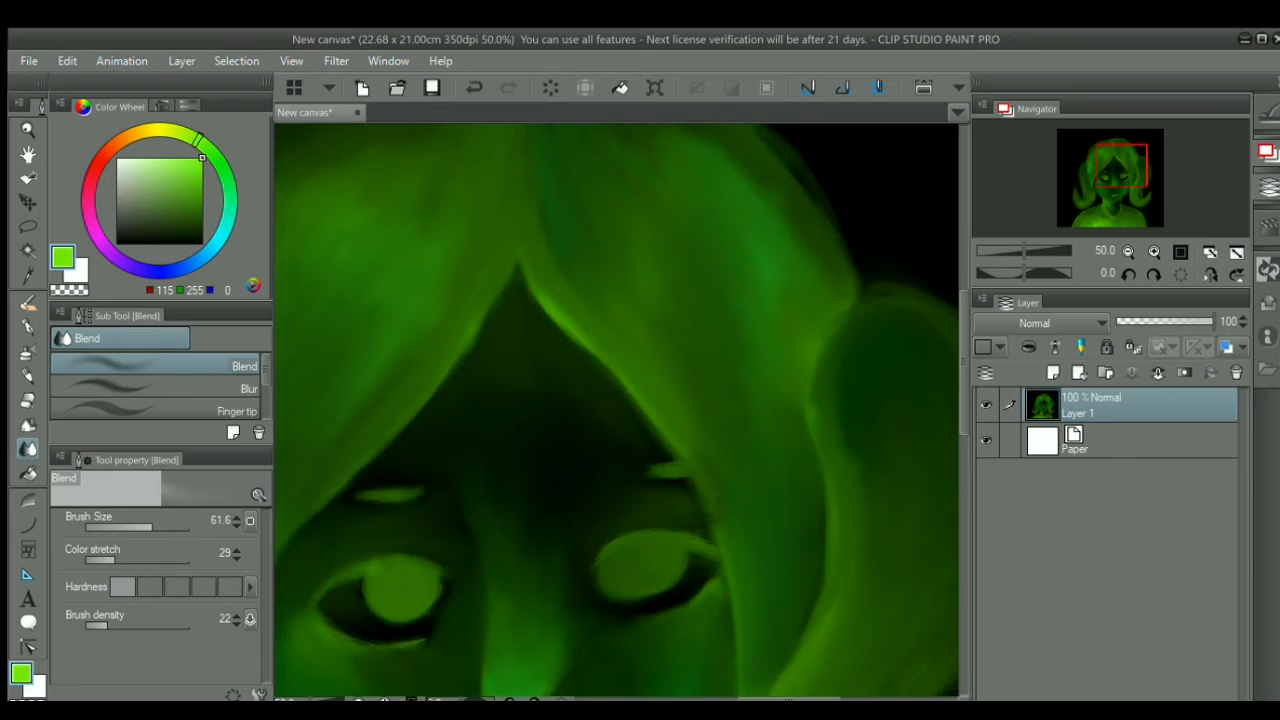 New canvas* (22.68 x 21.00cm 350dpi 50.0%) You can use all features - Next license verification will be after 21 days. - CLIP STUDIO PAINT PRO
File Edit Animation Layer Selection View Filter Window Help
Color Wheel
New canvas*
Navigator
50.0
0.0
115 255 0
Sub Tool [Blend]
Blend
Blend
Blur
Finger tip
Layer
Normal 100
100 % Normal
Layer 1
Paper
Tool property [Blend]
Blend
Brush Size 61.6
Color stretch 29
Hardness
Brush density 22